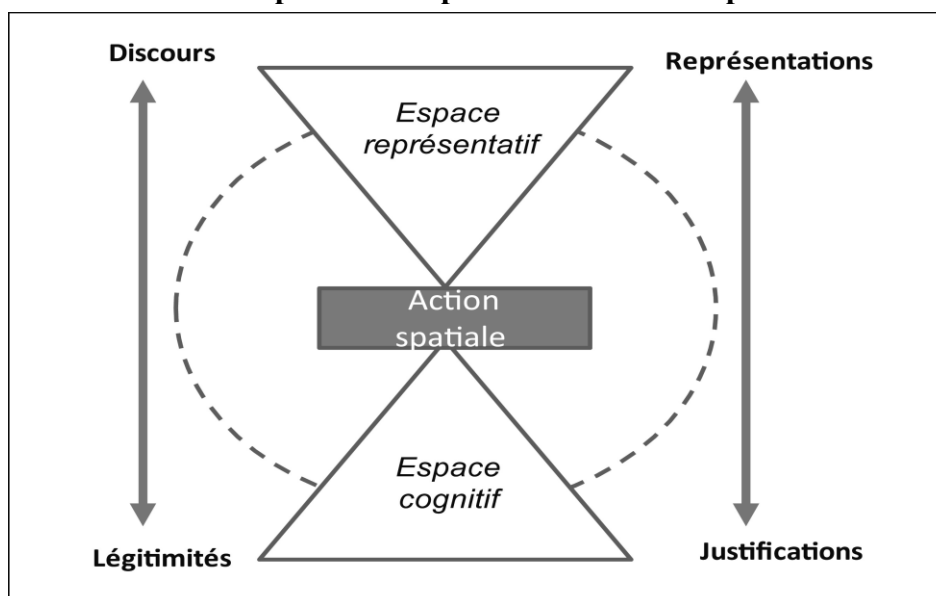 Discours
Représentations
Espace
représentatif
Action
spatiale
Espace
cognitif
Légitimités
Justifications